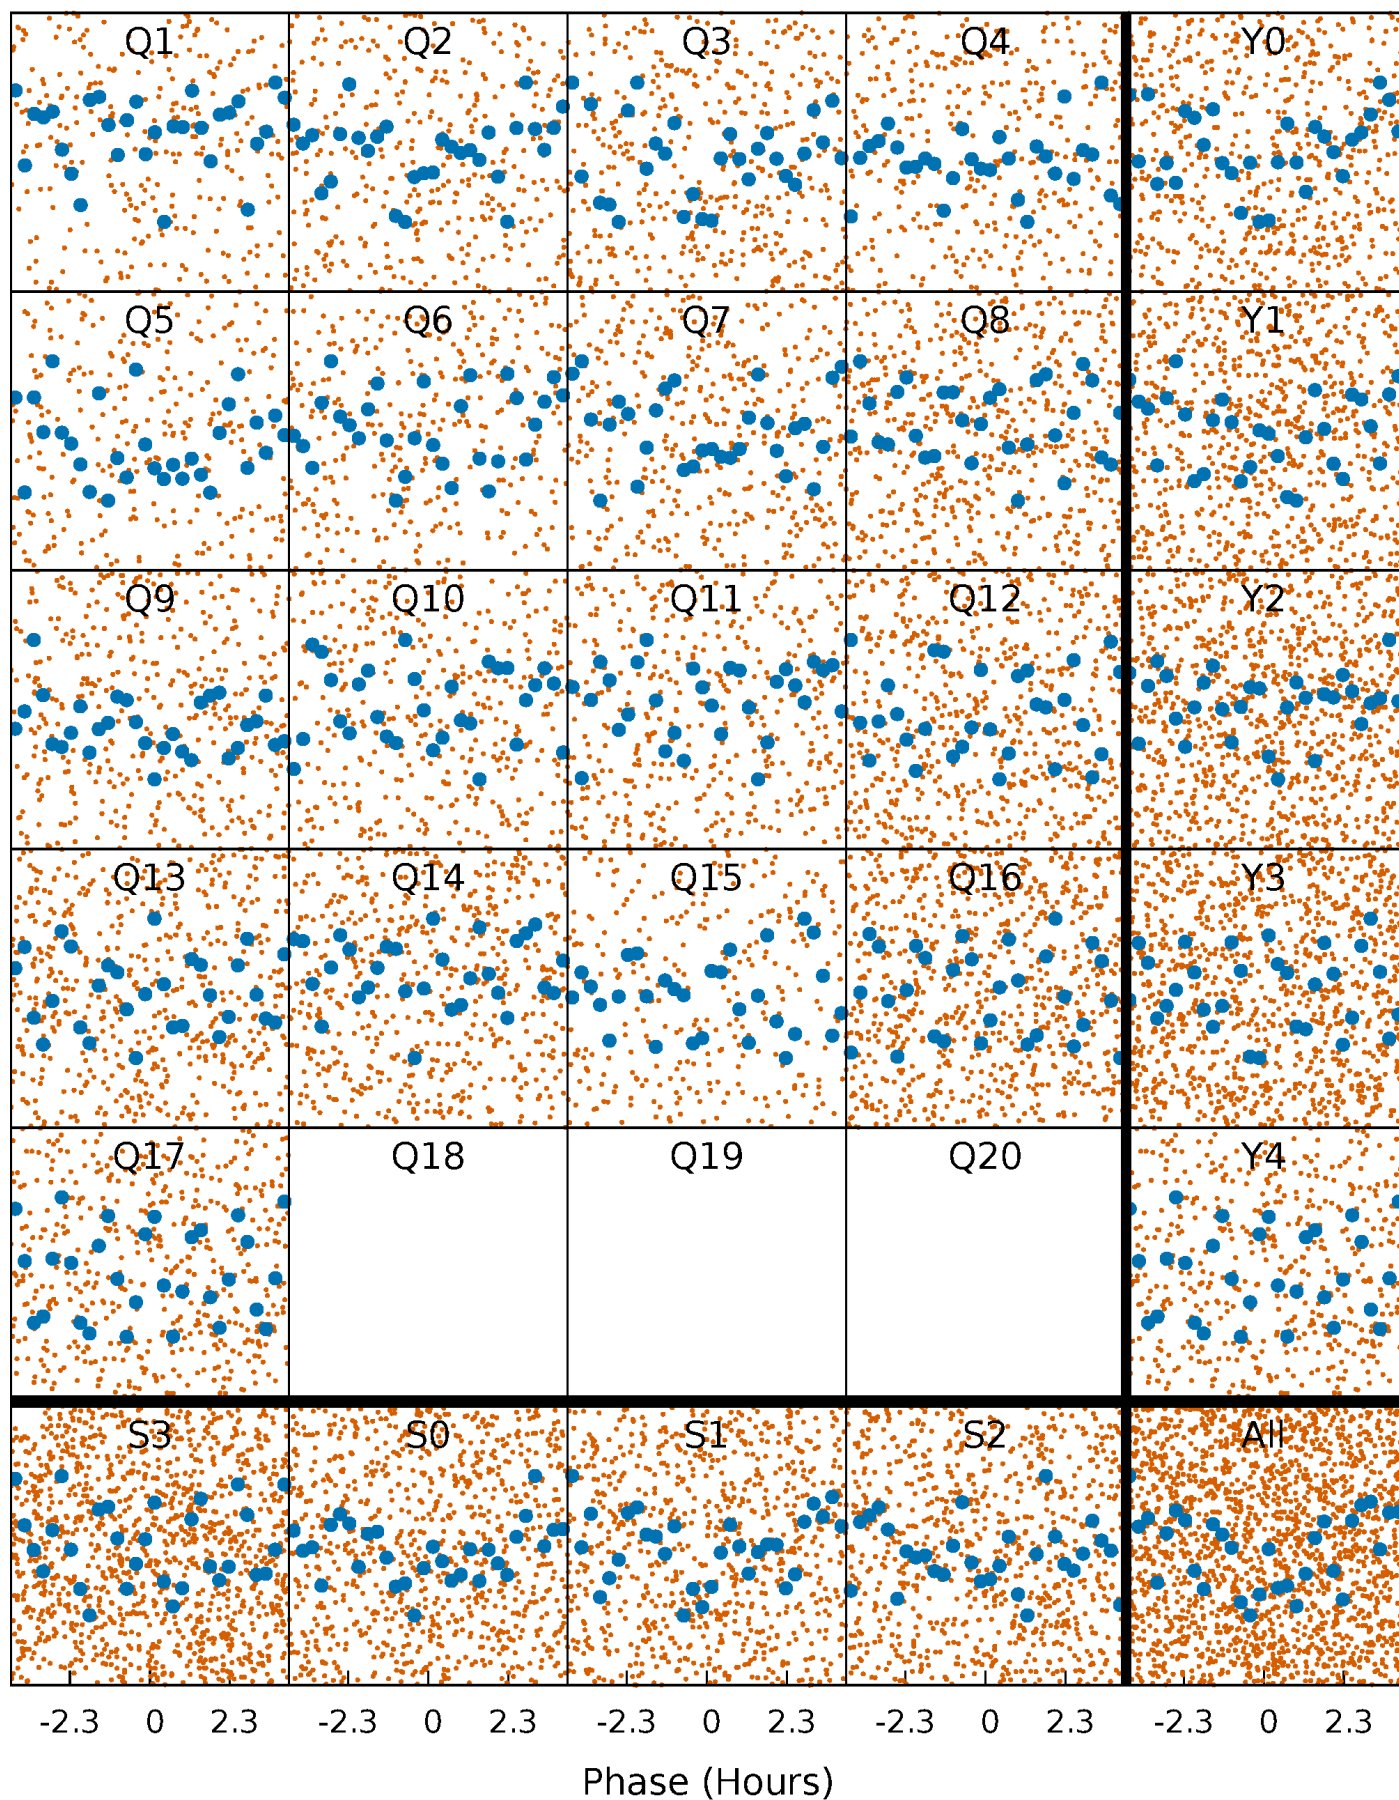 Q1 Q2 Q3 Q4 Y0
Q5 Q6 Q7 Q8 Y1
Q9 Q10 Q11 Q12 Y2
Q13 Q14 Q15 Q16 Y3
Q17 Q18 Q19 Q20 Y4
S3 S0 S1 S2 All
-2.3 0 2.3 -2.3 0 2.3 -2.3 0 2.3 -2.3 0 2.3 -2.3 0 2.3
Phase (Hours)